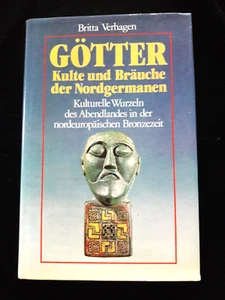 Britta Verhagen
GÖTTER
Kulte und Bräuche
der Nordgermanen
Kulturelle Wurzeln
des Abendlandes in der
nordeuropäischen Bronzezeit